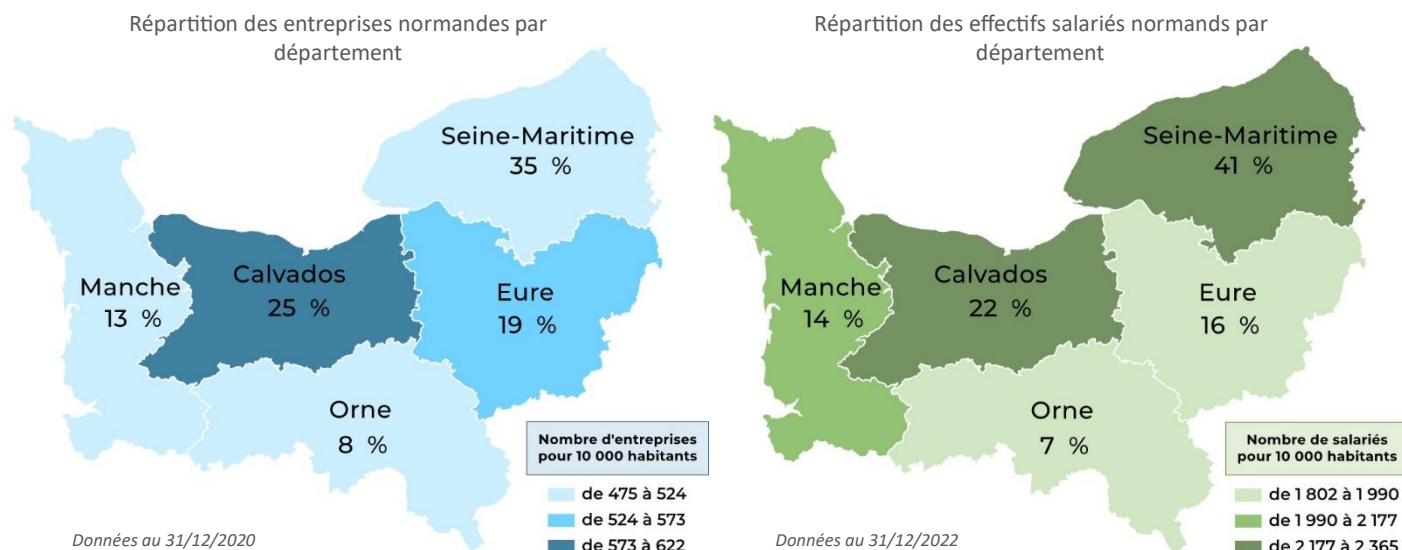 Répartition des entreprises normandes par
département
Seine-Maritime
35 %
Manche
13 %
Calvados
25 %
Eure
19 %
Orne
8 %
Nombre d'entreprises
pour 10 000 habitants
de 475 à 524
de 524 à 573
de 573 à 622
Données au 31/12/2020
Répartition des effectifs salariés normands par
département
Seine-Maritime
41 %
Manche
14 %
Calvados
22 %
Eure
16 %
Orne
7 %
Nombre de salariés
pour 10 000 habitants
de 1 802 à 1 990
de 1 990 à 2 177
de 2 177 à 2 365
Données au 31/12/2022